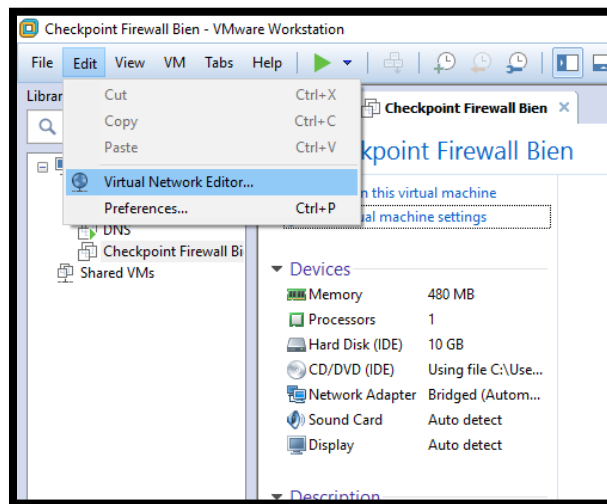 Checkpoint Firewall Bien - VMware Workstation
File Edit View VM Tabs Help
Librar
Checkpoint Firewall Bien
Cut Ctrl+X
Copy Ctrl+C
Paste Ctrl+V
Virtual Network Editor...
Preferences... Ctrl+P
kpoint Firewall Bien
n this virtual machine
ual machine settings
DNS
Checkpoint Firewall Bi
Shared VMs
Devices
Memory 480 MB
Processors 1
Hard Disk (IDE) 10 GB
CD/DVD (IDE) Using file C:\Use...
Network Adapter Bridged (Autom...
Sound Card Auto detect
Display Auto detect
Description